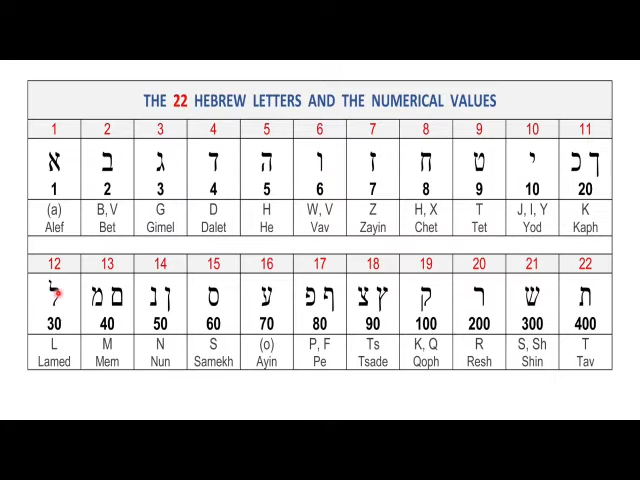 THE 22 HEBREW LETTERS AND THE NUMERICAL VALUES
1 2 3 4 5 6 7 8 9 10 11
א ב ג ד ה ו ז ח ט י כ ך
1 2 3 4 5 6 7 8 9 10 20
(a) B, V G D H W, V Z H, X T J, I, Y K
Alef Bet Gimel Dalet He Vav Zayin Chet Tet Yod Kaph
12 13 14 15 16 17 18 19 20 21 22
ל מ ם נ ן ס ע פ ף צ ץ ק ר ש ת
30 40 50 60 70 80 90 100 200 300 400
L M N S (o) P, F Ts K, Q R S, Sh T
Lamed Mem Nun Samekh Ayin Pe Tsade Qoph Resh Shin Tav